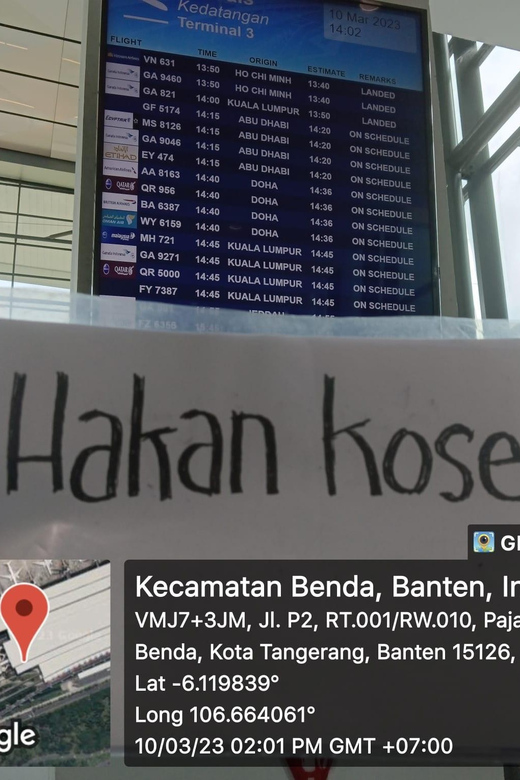 Kedatangan
Terminal 3
10 Mar 2023
14:02
FLIGHT TIME ORIGIN ESTIMATE REMARKS
VN 631 13:50 HO CHI MINH 13:40 LANDED
GA 9460 13:50 HO CHI MINH 13:40 LANDED
GA 821 14:00 KUALA LUMPUR 13:50 LANDED
GF 5174 14:15 ABU DHABI 14:20 ON SCHEDULE
MS 8126 14:15 ABU DHABI 14:20 ON SCHEDULE
GA 9046 14:15 ABU DHABI 14:20 ON SCHEDULE
EY 474 14:15 ABU DHABI 14:20 ON SCHEDULE
AA 8163 14:40 DOHA 14:36 ON SCHEDULE
QR 956 14:40 DOHA 14:36 ON SCHEDULE
BA 6387 14:40 DOHA 14:36 ON SCHEDULE
WY 6159 14:40 DOHA 14:36 ON SCHEDULE
MH 721 14:45 KUALA LUMPUR 14:45 ON SCHEDULE
GA 9271 14:45 KUALA LUMPUR 14:45 ON SCHEDULE
QR 5000 14:45 KUALA LUMPUR 14:45 ON SCHEDULE
FY 7387 14:45 KUALA LUMPUR 14:45 ON SCHEDULE
Hakan Kose
Kecamatan Benda, Banten, In
VMJ7+3JM, Jl. P2, RT.001/RW.010, Paja
Benda, Kota Tangerang, Banten 15126,
Lat -6.119839°
Long 106.664061°
10/03/23 02:01 PM GMT +07:00
gle